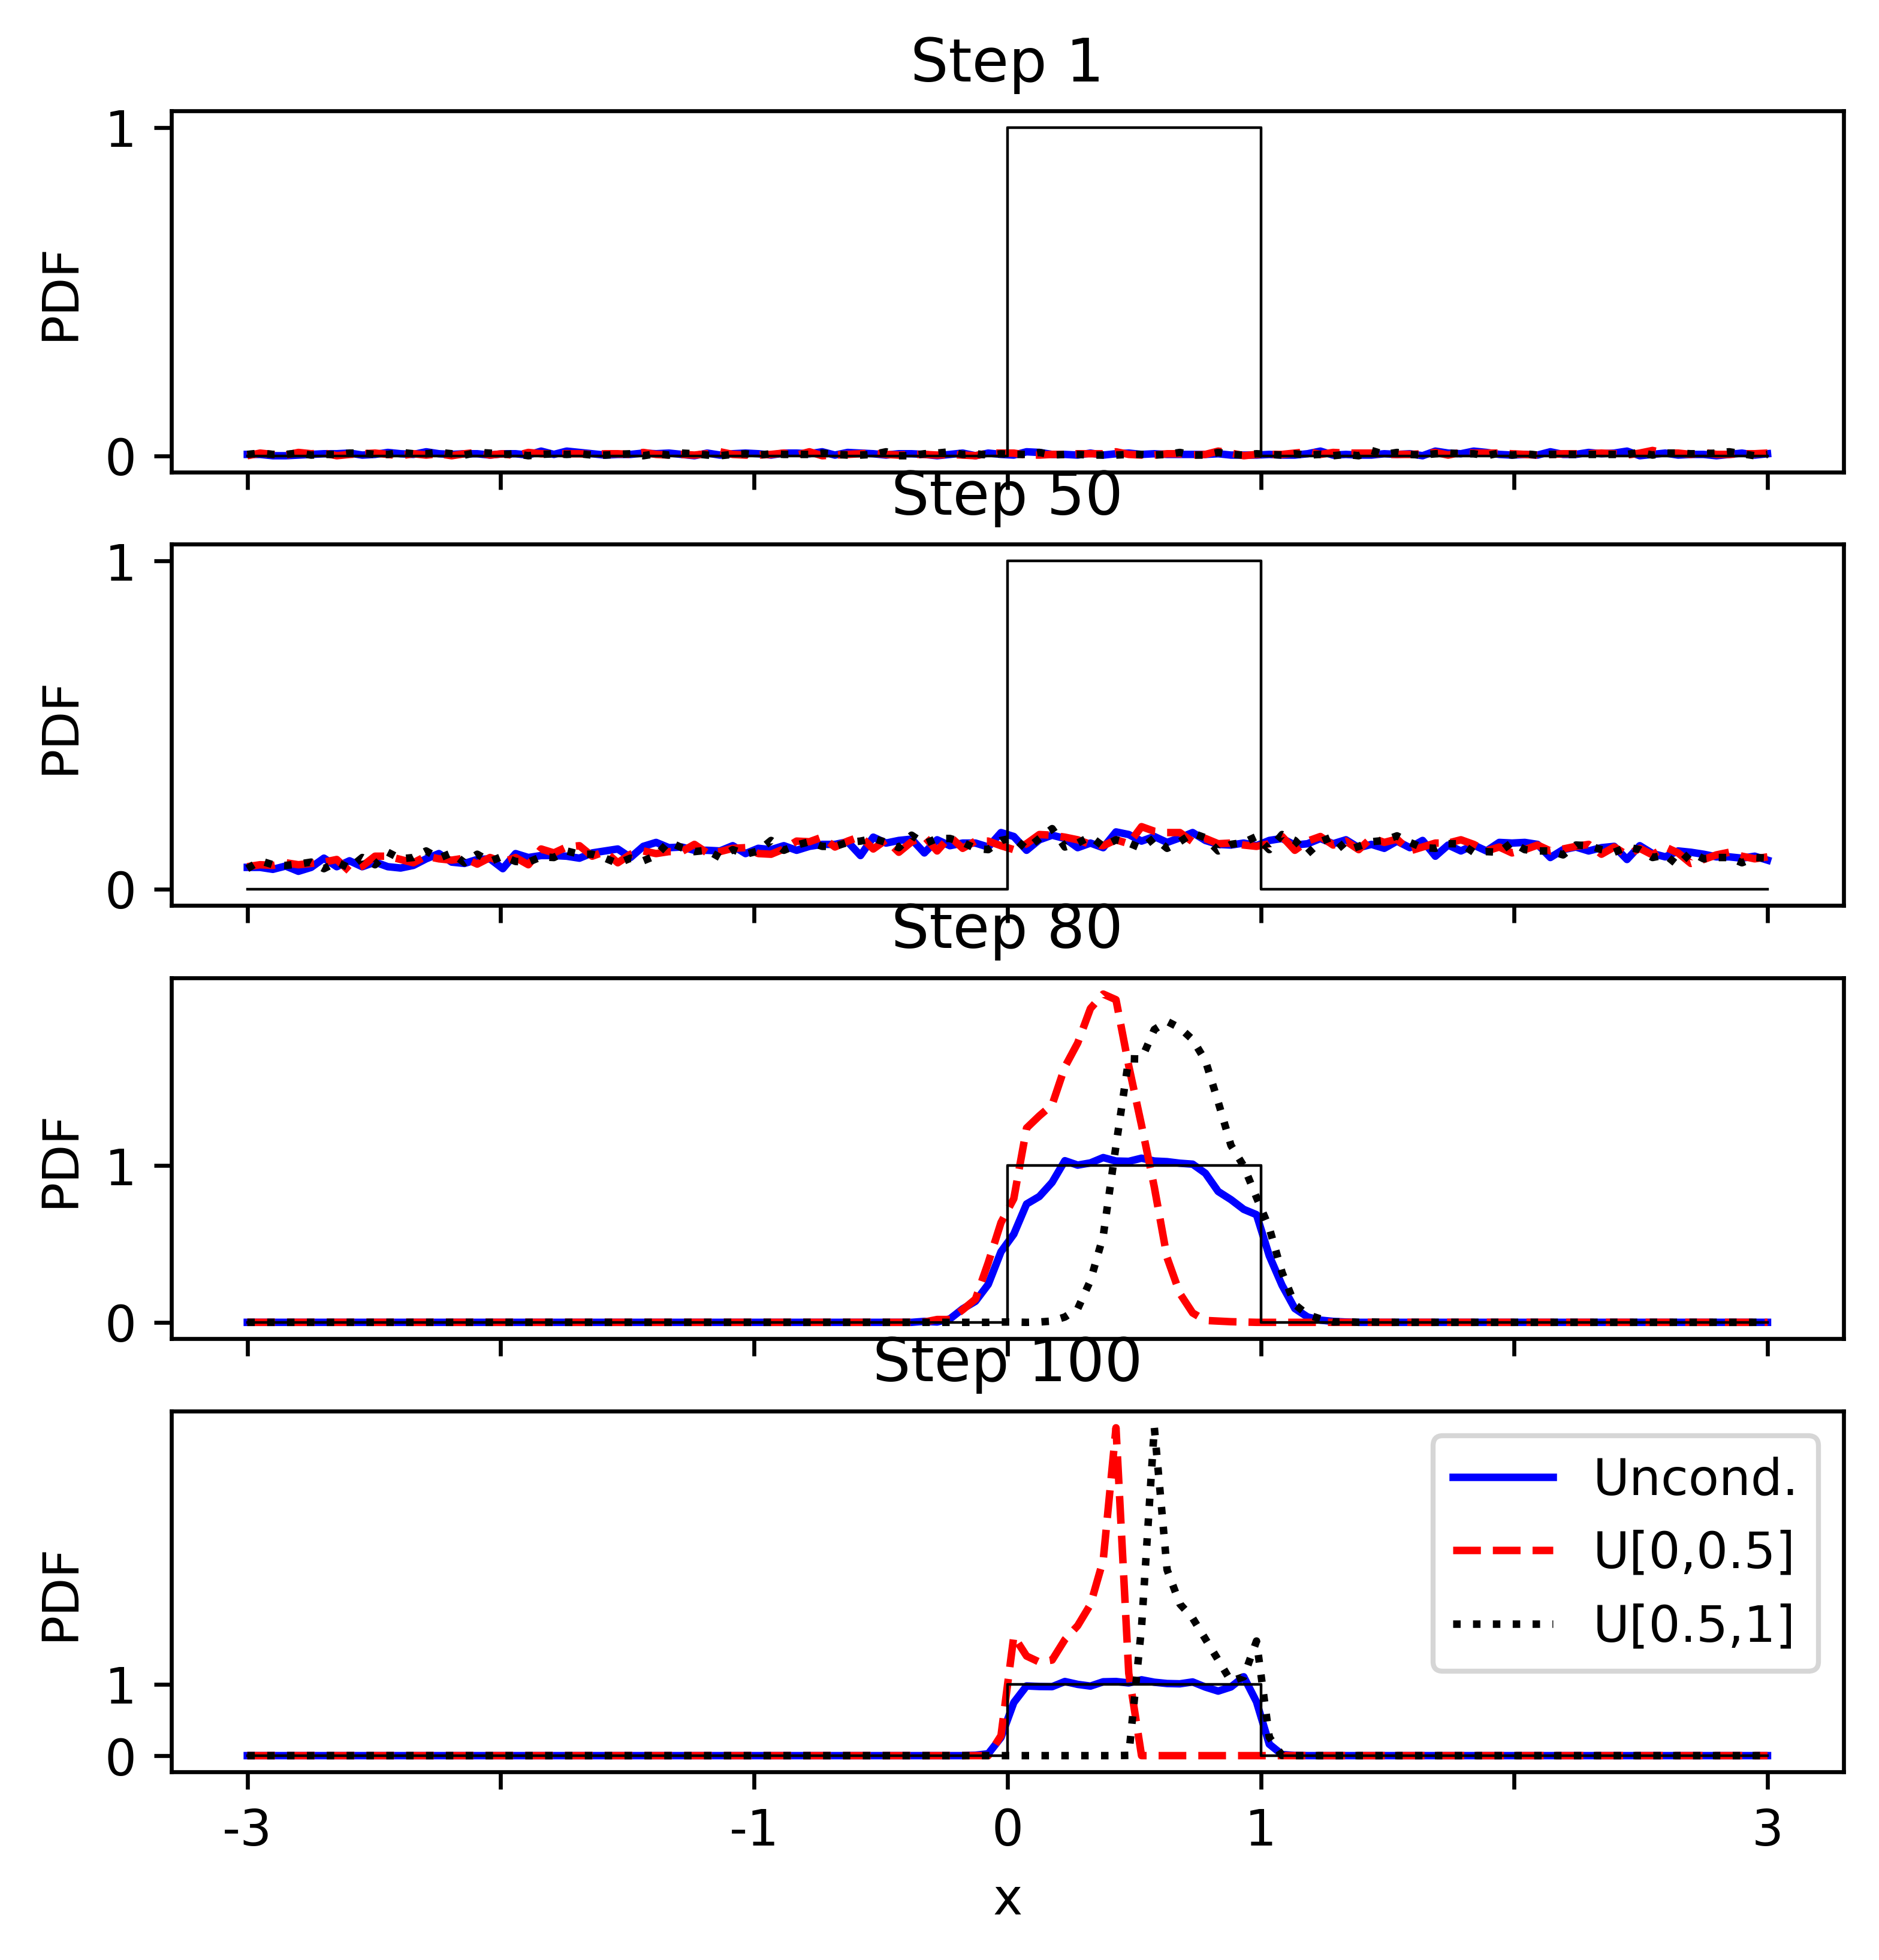 Step 1
1
PDF
0
Step 50
1
PDF
0
Step 80
PDF
1
0
Step 100
Uncond.
U[0,0.5]
U[0.5,1]
PDF
1
0
-3 -1 0 1 3
x